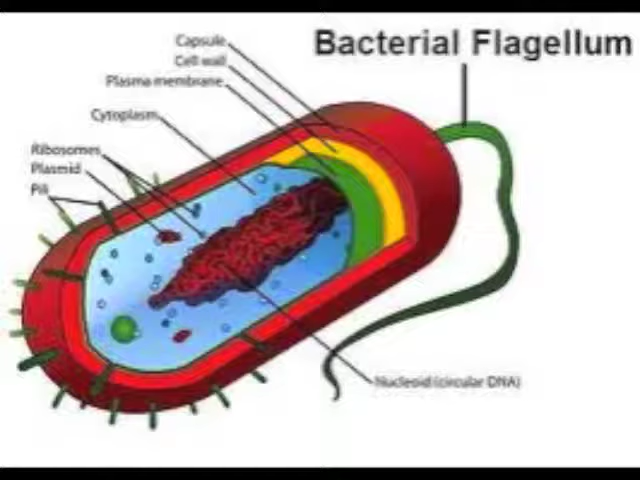 Bacterial Flagellum
Capsule
Cell wall
Plasma membrane
Cytoplasm
Ribosomes
Plasmid
Pili
Nucleoid (circular DNA)